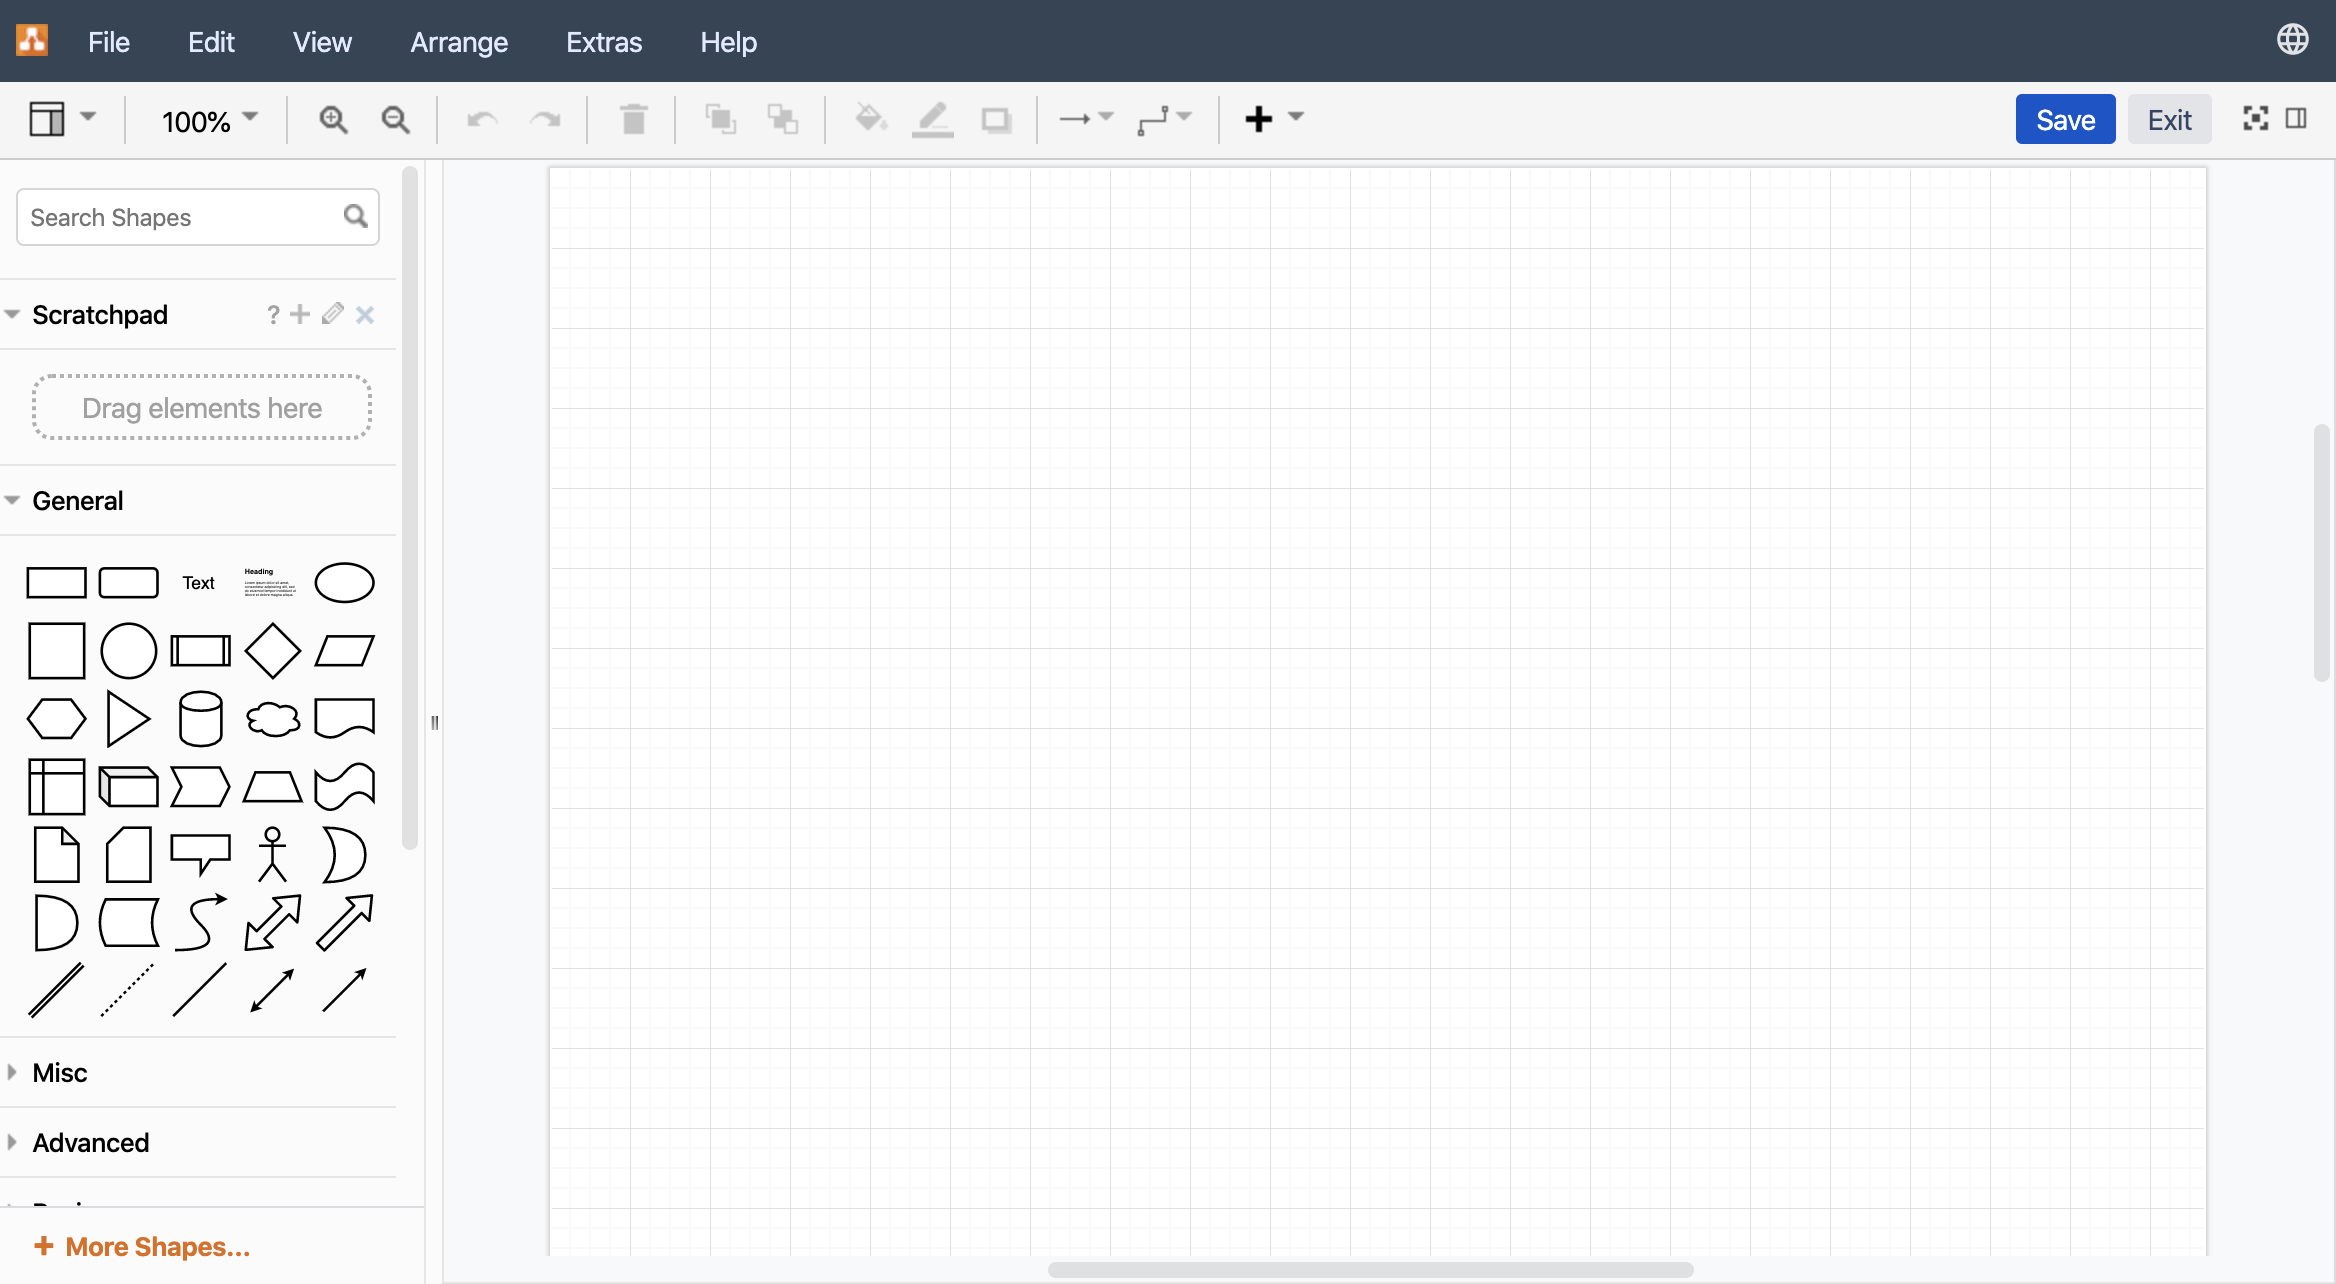 File Edit View Arrange Extras Help
100% Save Exit
Search Shapes
Scratchpad ?
Drag elements here
General
Text Heading
Misc
Advanced
+ More Shapes...